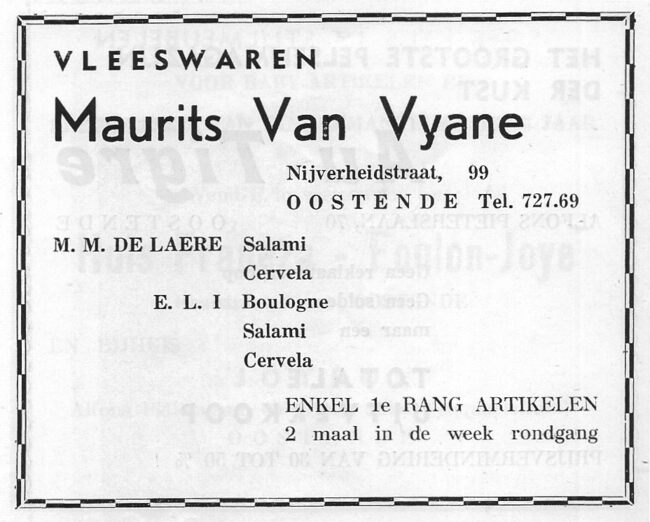 VLEESWAREN
Maurits Van Vyane
Nijverheidstraat, 99
OOSTENDE Tel. 727.69
M. M. DE LAERE Salami
Cervela
E. L. I Boulogne
Salami
Cervela
ENKEL 1e RANG ARTIKELEN
2 maal in de week rondgang